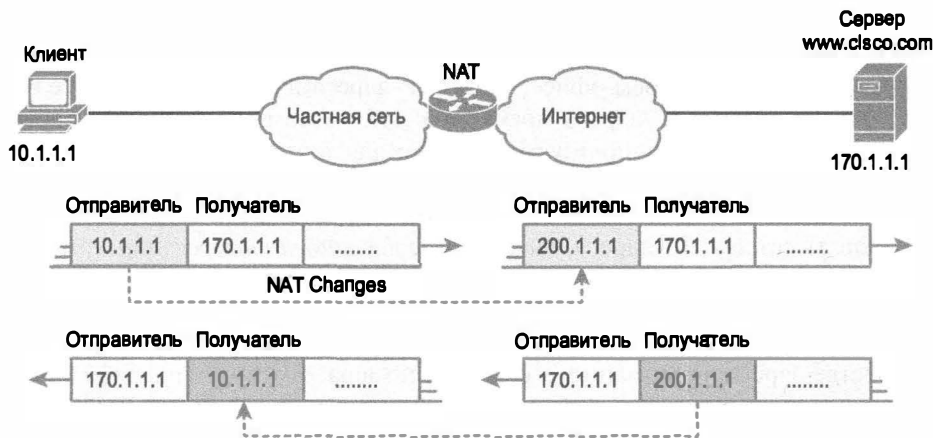 Сервер
www.cisco.com
Клиент
NAT
Частная сеть
Интернет
10.1.1.1
170.1.1.1
Отправитель Получатель
10.1.1.1 170.1.1.1 ........
Отправитель Получатель
200.1.1.1 170.1.1.1 ........
NAT Changes
Отправитель Получатель
170.1.1.1 10.1.1.1 ........
Отправитель Получатель
170.1.1.1 200.1.1.1 ........